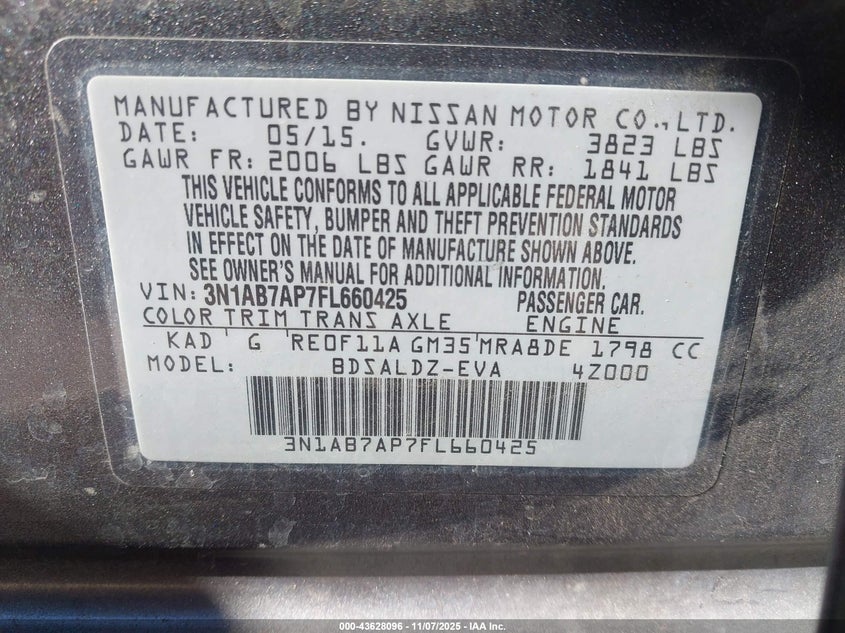 MANUFACTURED BY NISSAN MOTOR CO., LTD.
DATE: 05/15. GVWR: 3823 LBS
GAWR FR: 2006 LBS GAWR RR: 1841 LBS
THIS VEHICLE CONFORMS TO ALL APPLICABLE FEDERAL MOTOR
VEHICLE SAFETY, BUMPER AND THEFT PREVENTION STANDARDS
IN EFFECT ON THE DATE OF MANUFACTURE SHOWN ABOVE.
SEE OWNER'S MANUAL FOR ADDITIONAL INFORMATION.
VIN: 3N1AB7AP7FL660425 PASSENGER CAR.
COLOR TRIM TRANS AXLE ENGINE
KAD G RE0F11A GM35 MRA8DE 1798 CC
MODEL: BDSALDZ-EVA 4Z000
3N1AB7AP7FL660425
000-43628096 - 11/07/2025 - IAA Inc.